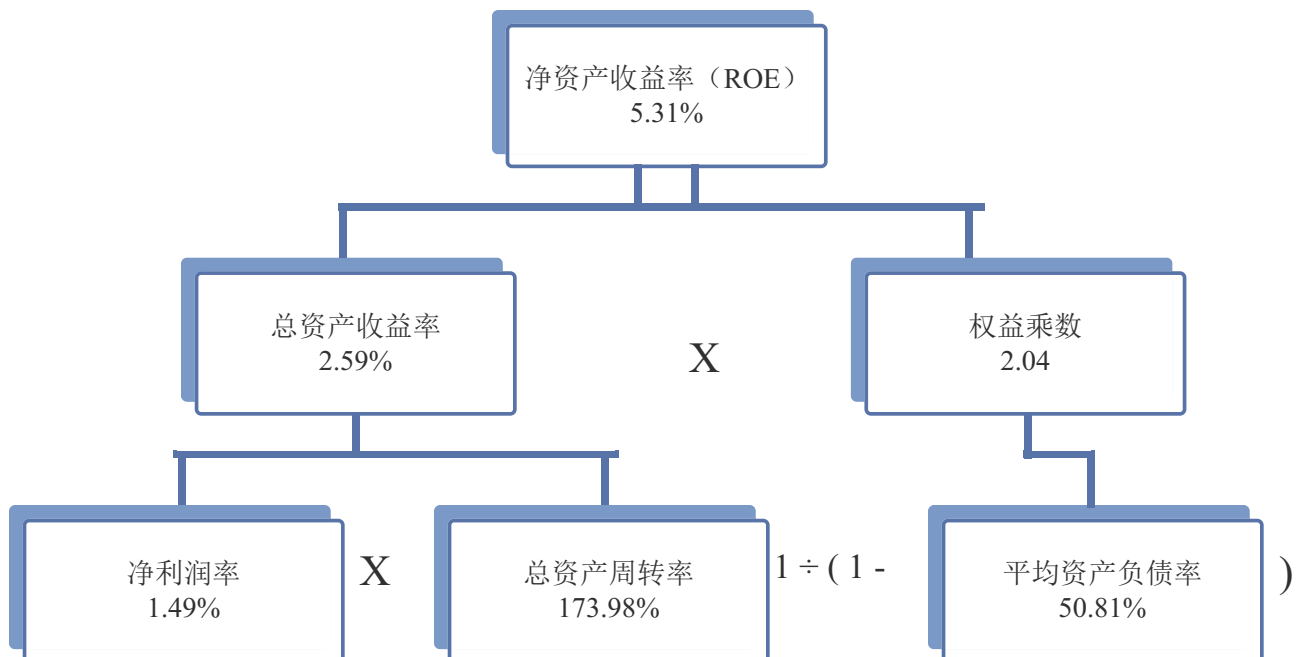 净资产收益率（ROE）
5.31%
总资产收益率
2.59%
X
权益乘数
2.04
净利润率
1.49%
X
总资产周转率
173.98%
1 ÷ ( 1 -
平均资产负债率
50.81%
)